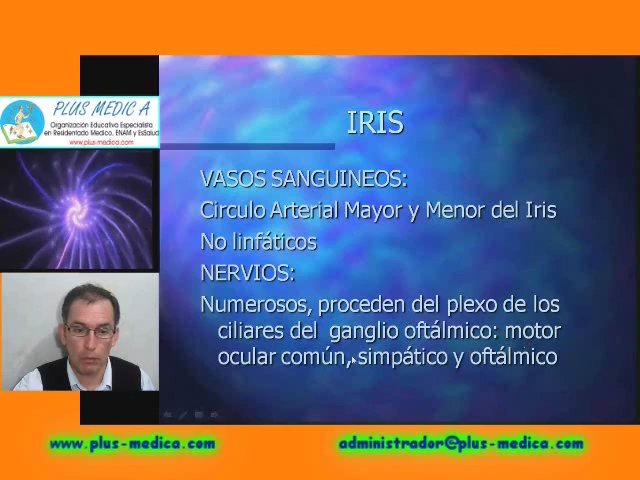 PLUS MEDIC A
Organización Educativa Especialista
en Residentado Medico, ENAM y EsSalud
www.plus-medica.com
IRIS
VASOS SANGUINEOS:
Circulo Arterial Mayor y Menor del Iris
No linfáticos
NERVIOS:
Numerosos, proceden del plexo de los
ciliares del ganglio oftálmico: motor
ocular común, simpático y oftálmico
www.plus-medica.com
administrador@plus-medica.com